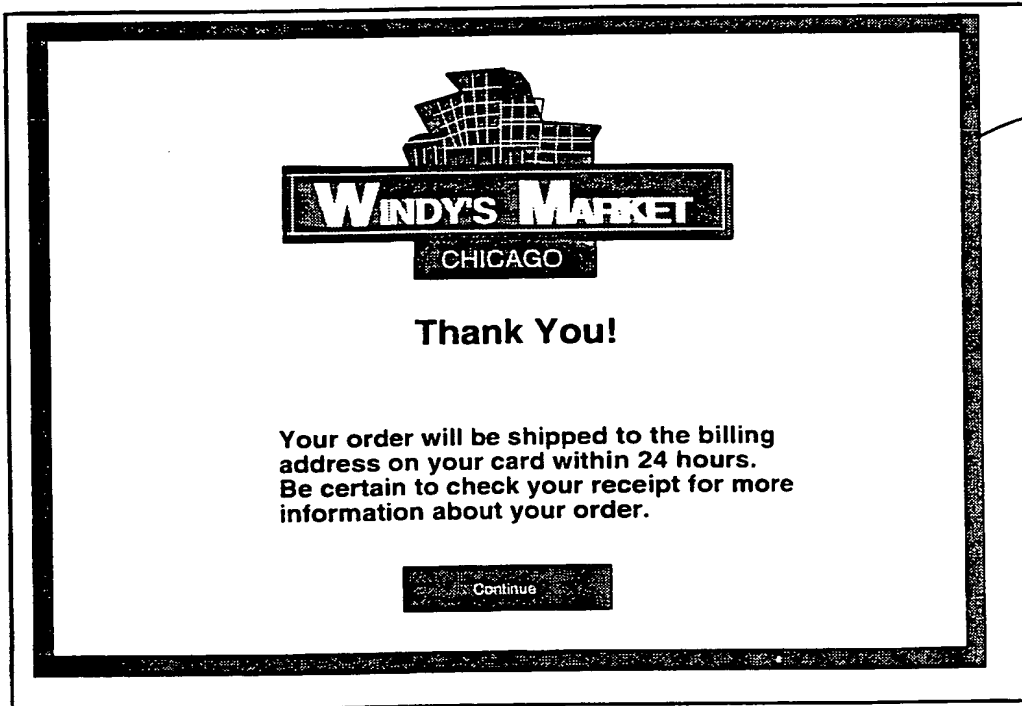 WINDY'S MARKET
CHICAGO
Thank You!
Your order will be shipped to the billing
address on your card within 24 hours.
Be certain to check your receipt for more
information about your order.
Continue